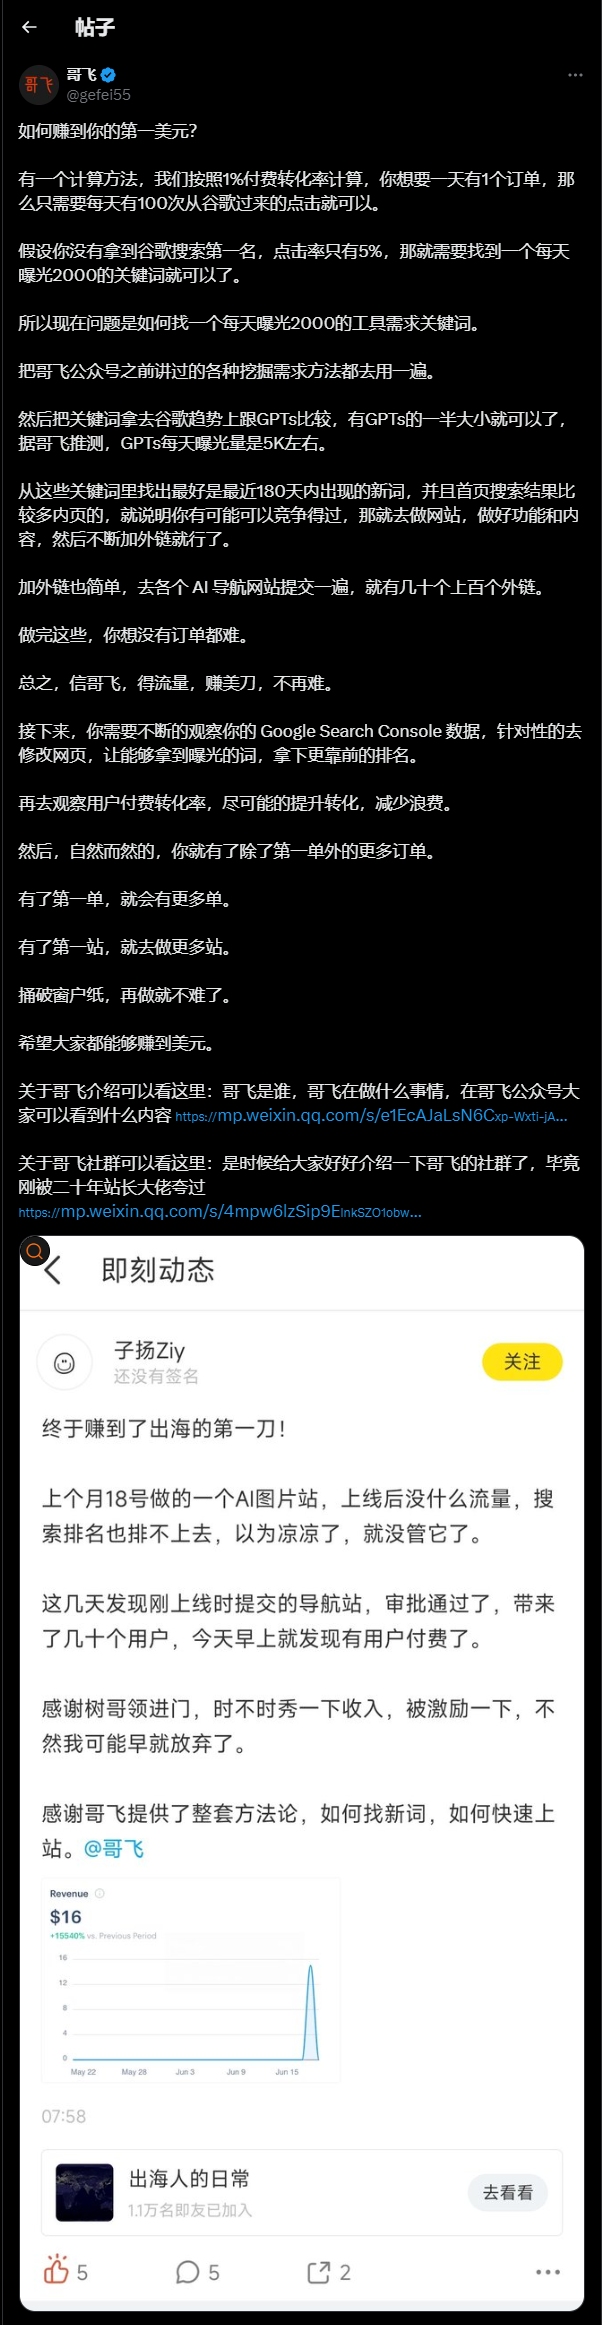 帖子
哥飞
哥飞
@gefei55
如何赚到你的第一美元？
有一个计算方法，我们按照1%付费转化率计算，你想要一天有1个订单，那
么只需要每天有100次从谷歌过来的点击就可以。
假设你没有拿到谷歌搜索第一名，点击率只有5%，那就需要找到一个每天
曝光2000的关键词就可以了。
所以现在问题是如何找一个每天曝光2000的工具需求关键词。
把哥飞公众号之前讲过的各种挖掘需求方法都去用一遍。
然后把关键词拿去谷歌趋势上跟GPTs比较，有GPTs的一半大小就可以了，
据哥飞推测，GPTs每天曝光量是5K左右。
从这些关键词里找出最好是最近180天内出现的新词，并且首页搜索结果比
较多内页的，就说明你有可能可以竞争得过，那就去做网站，做好功能和内
容，然后不断加外链就行了。
加外链也简单，去各个 AI 导航网站提交一遍，就有几十个上百个外链。
做完这些，你想没有订单都难。
总之，信哥飞，得流量，赚美刀，不再难。
接下来，你需要不断的观察你的 Google Search Console 数据，针对性的去
修改网页，让能够拿到曝光的词，拿下更靠前的排名。
再去观察用户付费转化率，尽可能的提升转化，减少浪费。
然后，自然而然的，你就有了除了第一单外的更多订单。
有了第一单，就会有更多单。
有了第一站，就去做更多站。
捅破窗户纸，再做就不难了。
希望大家都能够赚到美元。
关于哥飞介绍可以看这里：哥飞是谁，哥飞在做什么事情，在哥飞公众号大
家可以看到什么内容 https://mp.weixin.qq.com/s/e1EcAJaLsN6Cxp-Wxti-jA…
关于哥飞社群可以看这里：是时候给大家好好介绍一下哥飞的社群了，毕竟
刚被二十年站长大佬夸过
https://mp.weixin.qq.com/s/4mpw6lzSip9ElnkSZO1obw…
即刻动态
子扬Ziy
关注
还没有签名
终于赚到了出海的第一刀！
上个月18号做的一个AI图片站，上线后没什么流量，搜
索排名也排不上去，以为凉凉了，就没管它了。
这几天发现刚上线时提交的导航站，审批通过了，带来
了几十个用户，今天早上就发现有用户付费了。
感谢树哥领进门，时不时秀一下收入，被激励一下，不
然我可能早就放弃了。
感谢哥飞提供了整套方法论，如何找新词，如何快速上
站。@哥飞
Revenue
$16
+15540% vs. Previous Period
16
12
8
4
0
May 22 May 28 Jun 3 Jun 9 Jun 15
07:58
出海人的日常
去看看
1.1万名即友已加入
5 5 2